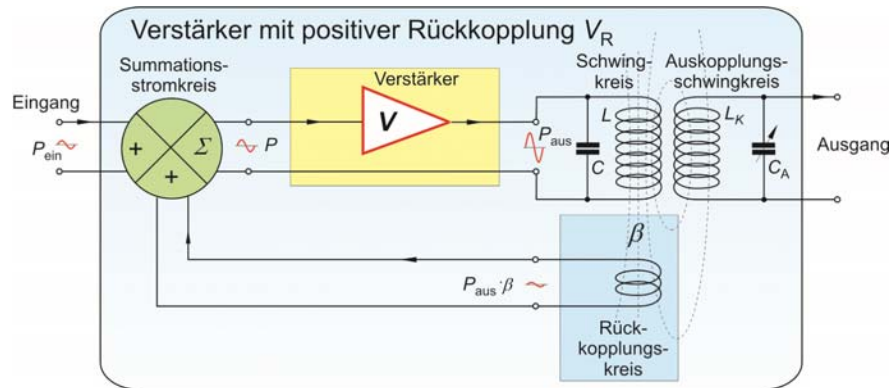 Verstärker mit positiver Rückkopplung V_R
Summations-
stromkreis
Verstärker
Schwing-
kreis
Auskopplungs-
schwingkreis
Eingang
P_ein
+
+
Σ
P
V
P_aus
C
L
L_K
C_A
Ausgang
P_aus·β
β
Rück-
kopplungs-
kreis